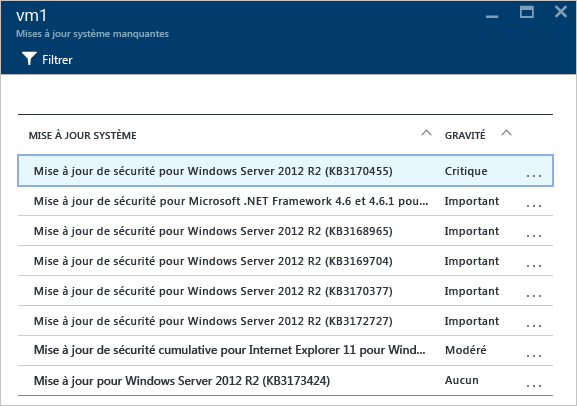 vm1
Mises à jour système manquantes
Filtrer
MISE À JOUR SYSTÈME GRAVITÉ
Mise à jour de sécurité pour Windows Server 2012 R2 (KB3170455) Critique ...
Mise à jour de sécurité pour Microsoft .NET Framework 4.6 et 4.6.1 pou... Important ...
Mise à jour de sécurité pour Windows Server 2012 R2 (KB3168965) Important ...
Mise à jour de sécurité pour Windows Server 2012 R2 (KB3169704) Important ...
Mise à jour de sécurité pour Windows Server 2012 R2 (KB3170377) Important ...
Mise à jour de sécurité pour Windows Server 2012 R2 (KB3172727) Important ...
Mise à jour de sécurité cumulative pour Internet Explorer 11 pour Wind... Modéré ...
Mise à jour pour Windows Server 2012 R2 (KB3173424) Aucun ...